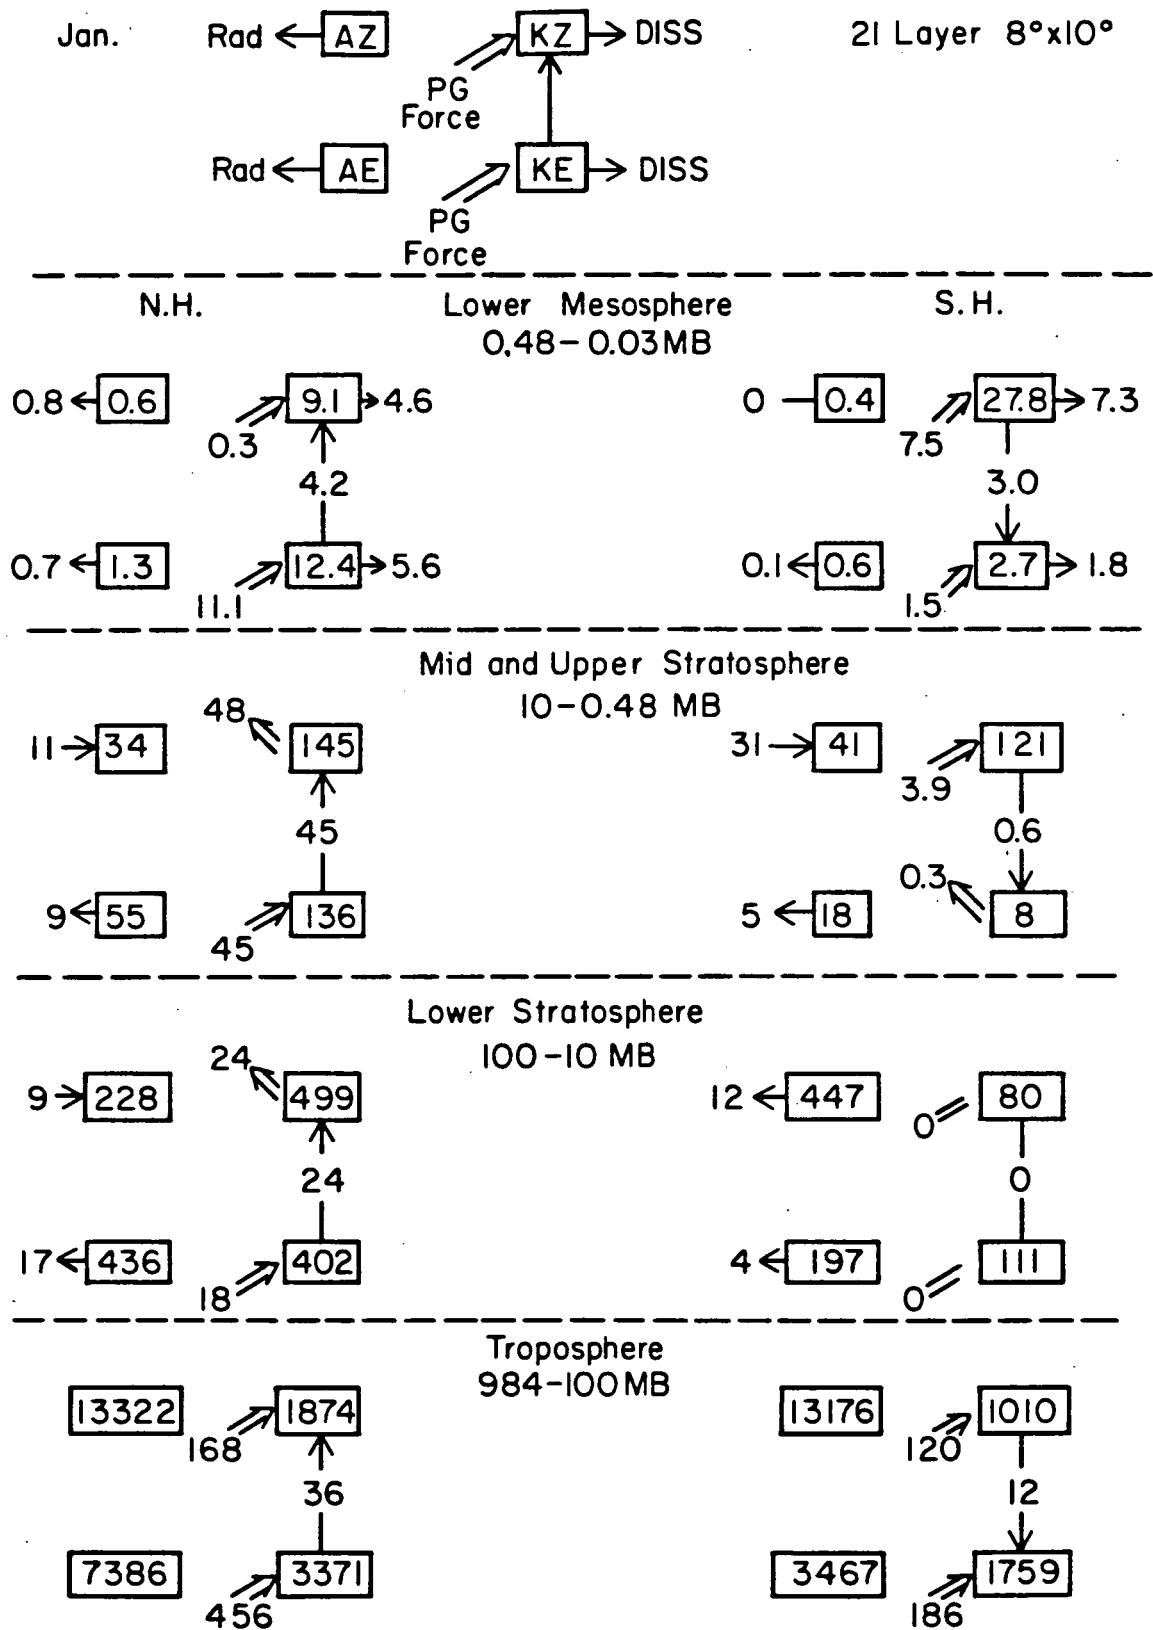 Jan. Rad AZ KZ DISS 21 Layer 8°x10°
PG
Force
Rad AE KE DISS
PG
Force
N.H. Lower Mesosphere S.H.
0.48-0.03MB
0.8 0.6 9.1 4.6 0 0.4 27.8 7.3
0.3 7.5
4.2 3.0
0.7 1.3 12.4 5.6 0.1 0.6 2.7 1.8
11.1 1.5
Mid and Upper Stratosphere
10-0.48 MB
48
11 34 145 31 41 121
3.9
45 0.6
0.3
9 55 136 5 18 8
45
Lower Stratosphere
100-10 MB
24
9 228 499 12 447 80
0
24 0
17 436 402 4 197 111
18 0
Troposphere
984-100MB
13322 1874 13176 1010
168 120
36 12
7386 3371 3467 1759
456 186